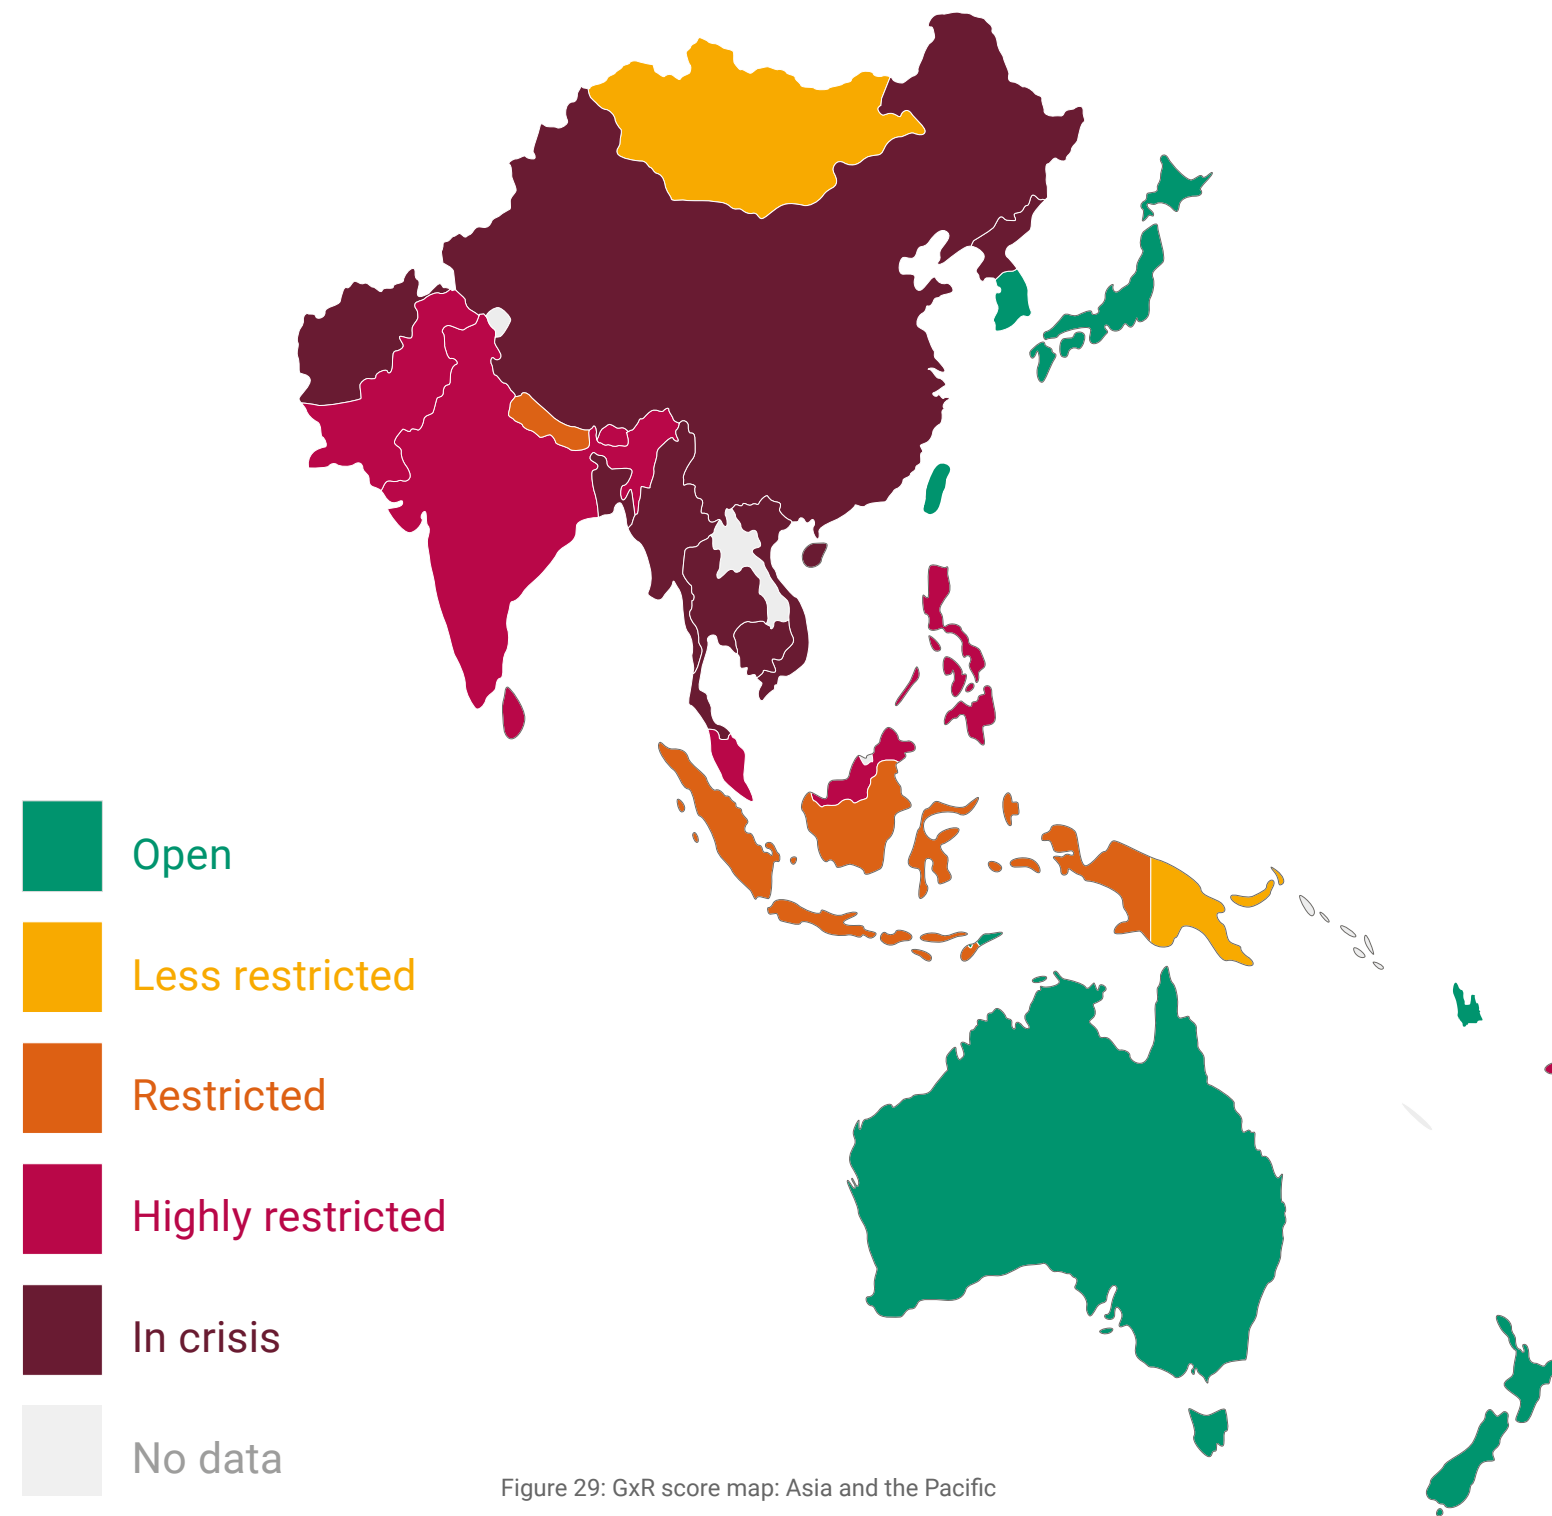 Open
Less restricted
Restricted
Highly restricted
In crisis
No data
Figure 29: GxR score map: Asia and the Pacific